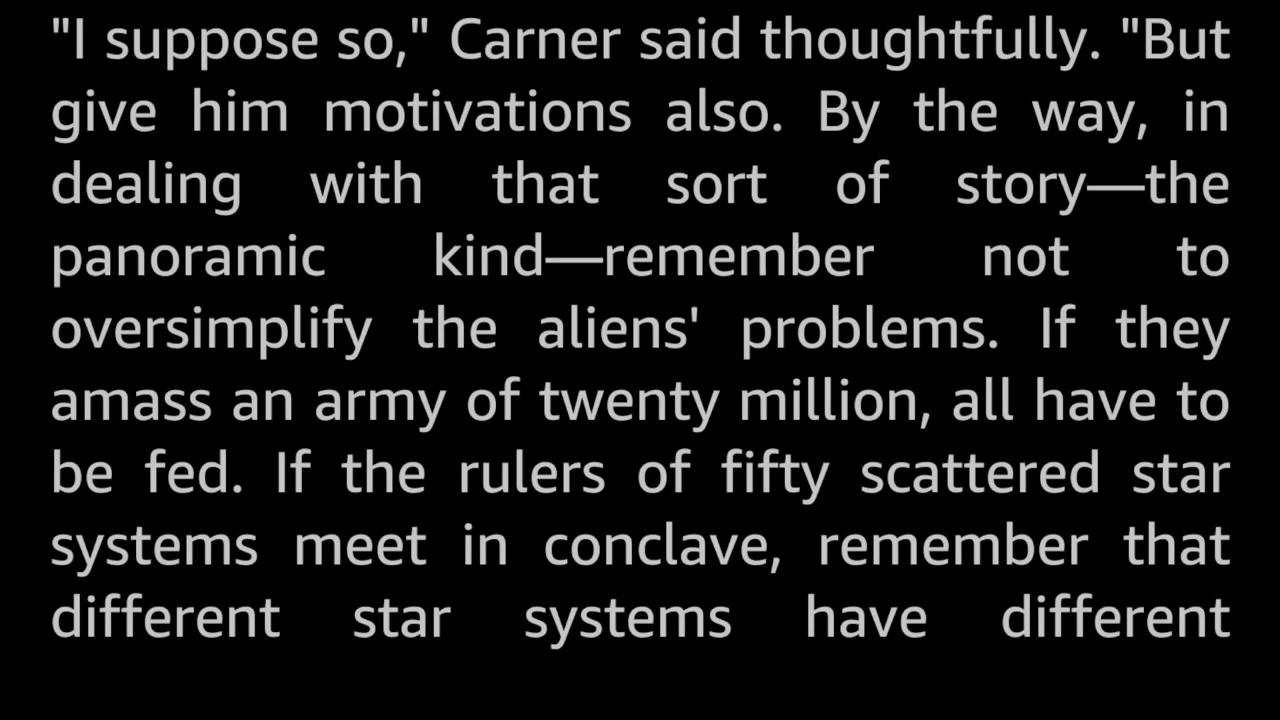 "I suppose so," Carner said thoughtfully. "But
give him motivations also. By the way, in
dealing with that sort of story—the
panoramic kind—remember not to
oversimplify the aliens' problems. If they
amass an army of twenty million, all have to
be fed. If the rulers of fifty scattered star
systems meet in conclave, remember that
different star systems have different